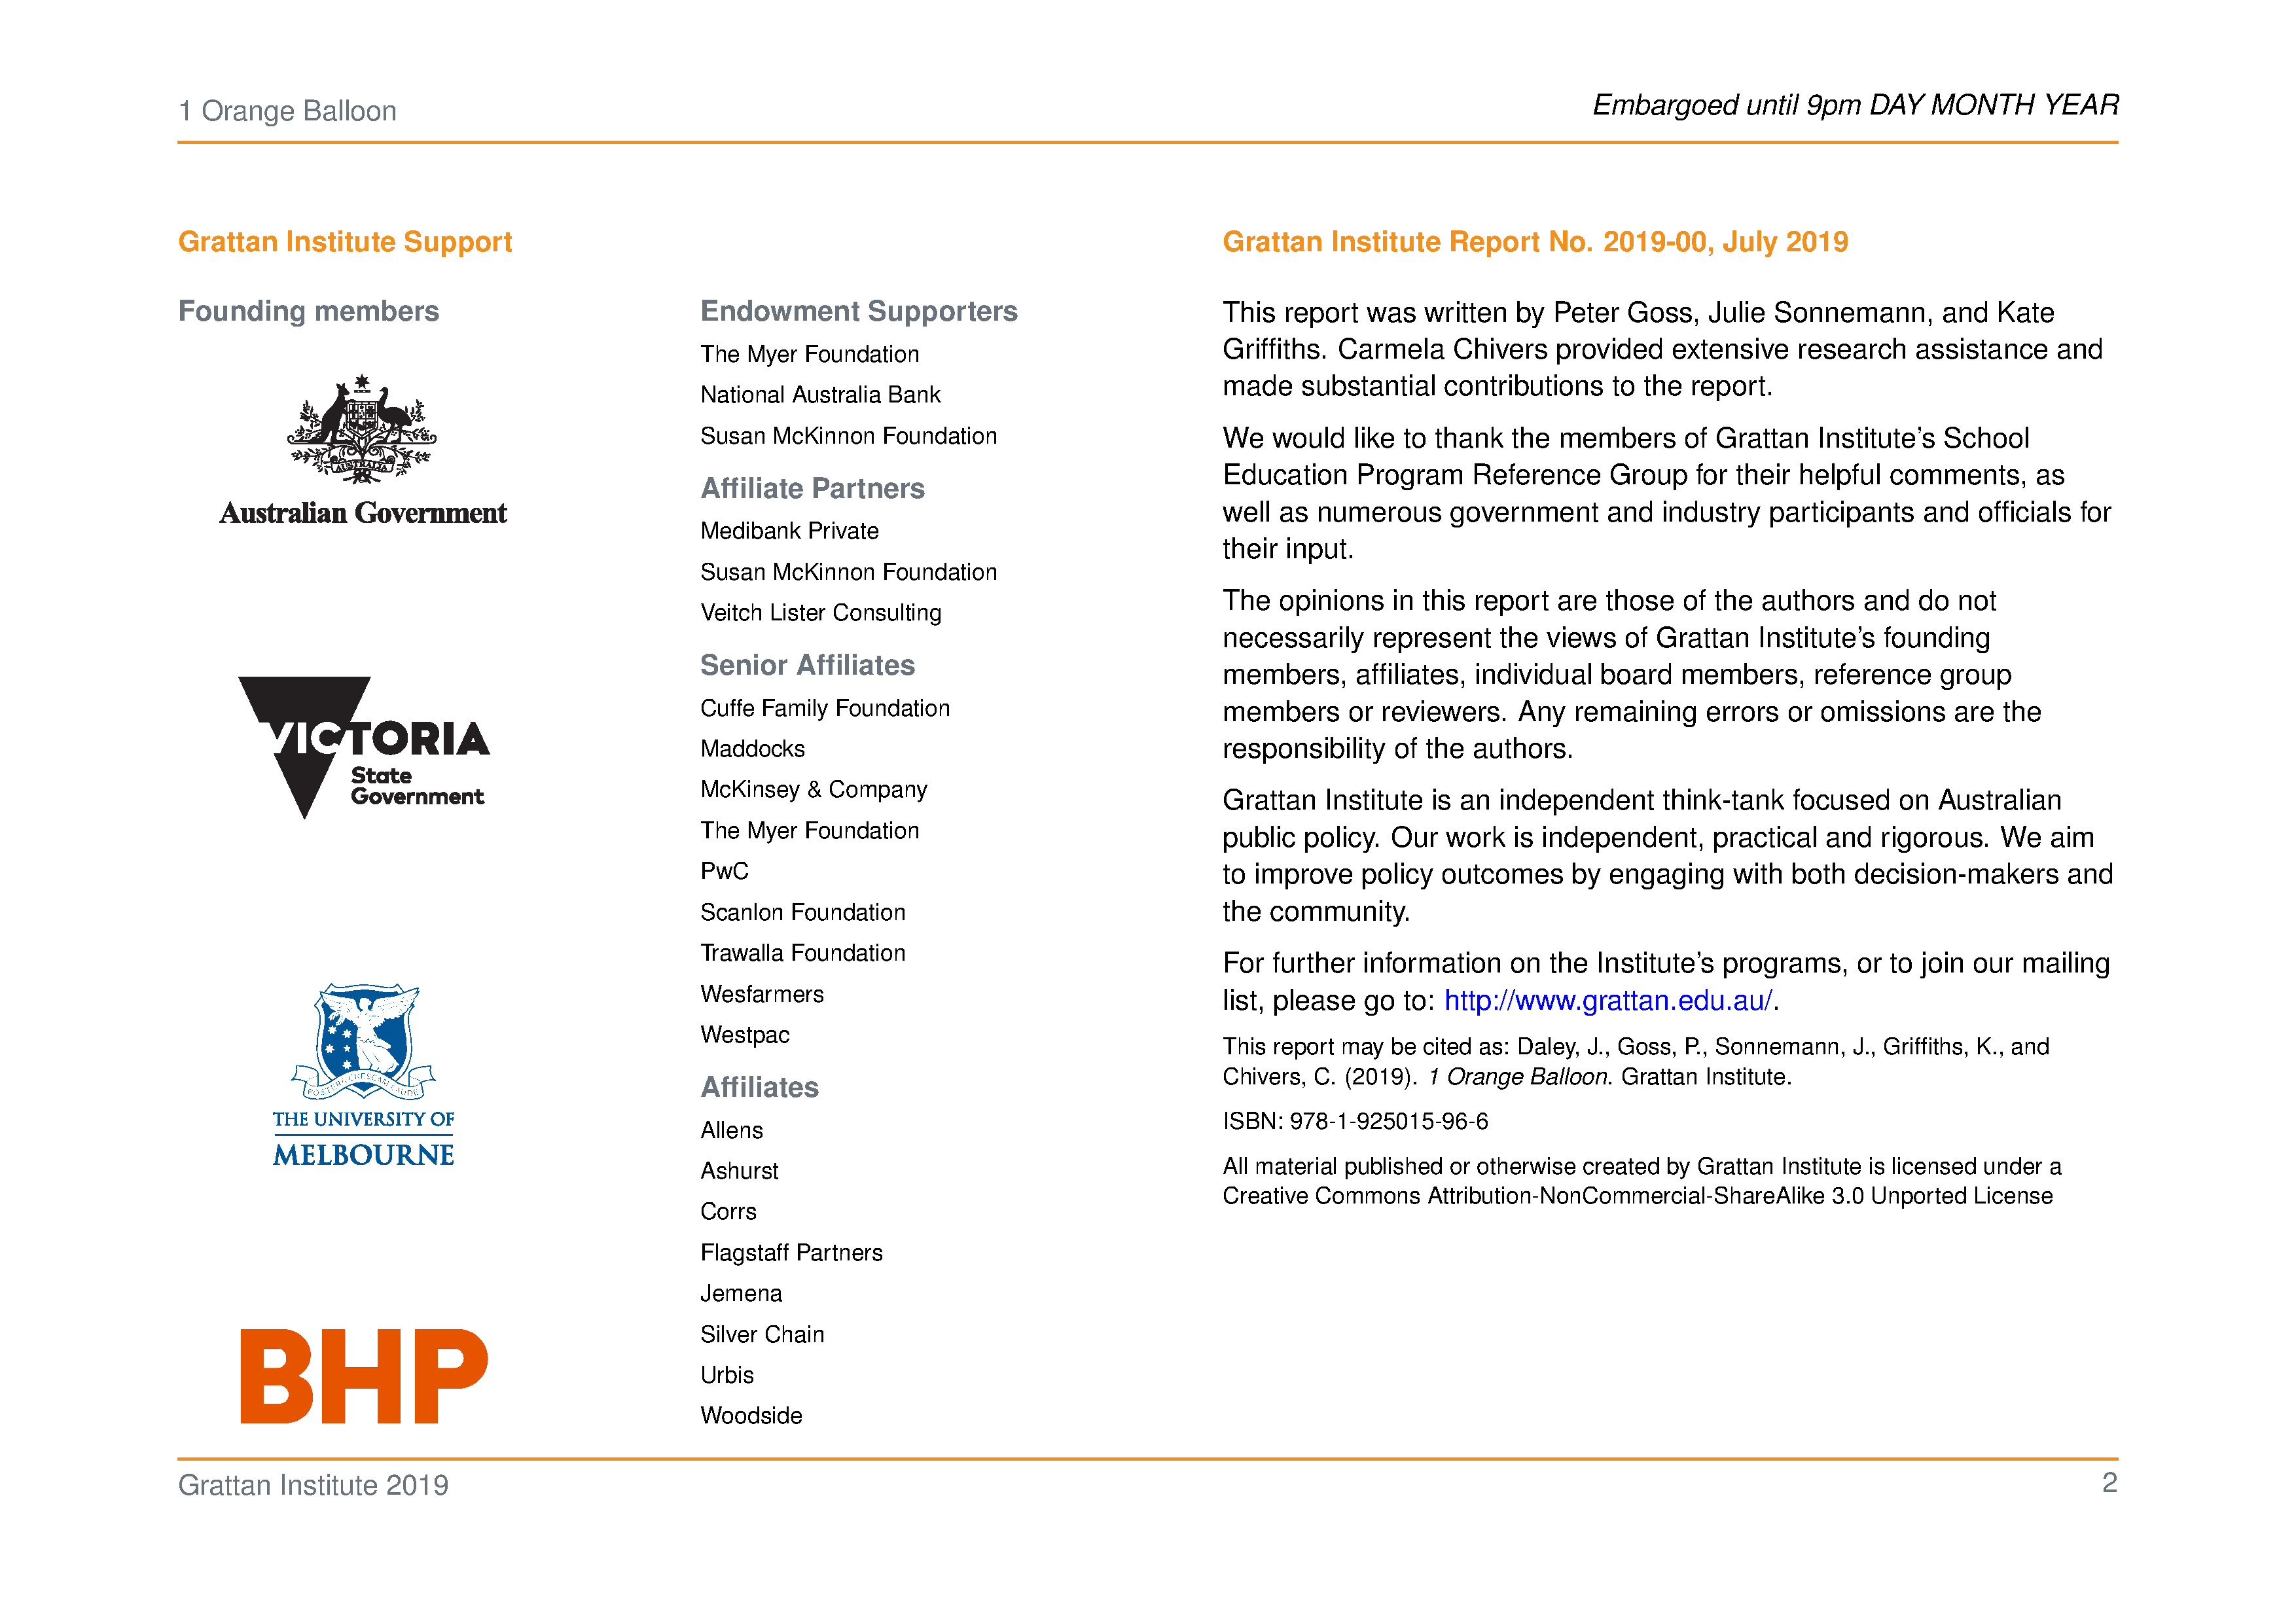 1 Orange Balloon
Embargoed until 9pm DAY MONTH YEAR
Grattan Institute Support
Founding members
AUSTRALIA
Australian Government
VICTORIA
State
Government
POSTERA CRESCAM LAUDE
THE UNIVERSITY OF
MELBOURNE
BHP
Endowment Supporters
The Myer Foundation
National Australia Bank
Susan McKinnon Foundation
Affiliate Partners
Medibank Private
Susan McKinnon Foundation
Veitch Lister Consulting
Senior Affiliates
Cuffe Family Foundation
Maddocks
McKinsey & Company
The Myer Foundation
PwC
Scanlon Foundation
Trawalla Foundation
Wesfarmers
Westpac
Affiliates
Allens
Ashurst
Corrs
Flagstaff Partners
Jemena
Silver Chain
Urbis
Woodside
Grattan Institute Report No. 2019-00, July 2019
This report was written by Peter Goss, Julie Sonnemann, and Kate
Griffiths. Carmela Chivers provided extensive research assistance and
made substantial contributions to the report.
We would like to thank the members of Grattan Institute’s School
Education Program Reference Group for their helpful comments, as
well as numerous government and industry participants and officials for
their input.
The opinions in this report are those of the authors and do not
necessarily represent the views of Grattan Institute’s founding
members, affiliates, individual board members, reference group
members or reviewers. Any remaining errors or omissions are the
responsibility of the authors.
Grattan Institute is an independent think-tank focused on Australian
public policy. Our work is independent, practical and rigorous. We aim
to improve policy outcomes by engaging with both decision-makers and
the community.
For further information on the Institute’s programs, or to join our mailing
list, please go to: http://www.grattan.edu.au/.
This report may be cited as: Daley, J., Goss, P., Sonnemann, J., Griffiths, K., and
Chivers, C. (2019). 1 Orange Balloon. Grattan Institute.
ISBN: 978-1-925015-96-6
All material published or otherwise created by Grattan Institute is licensed under a
Creative Commons Attribution-NonCommercial-ShareAlike 3.0 Unported License
Grattan Institute 2019
2